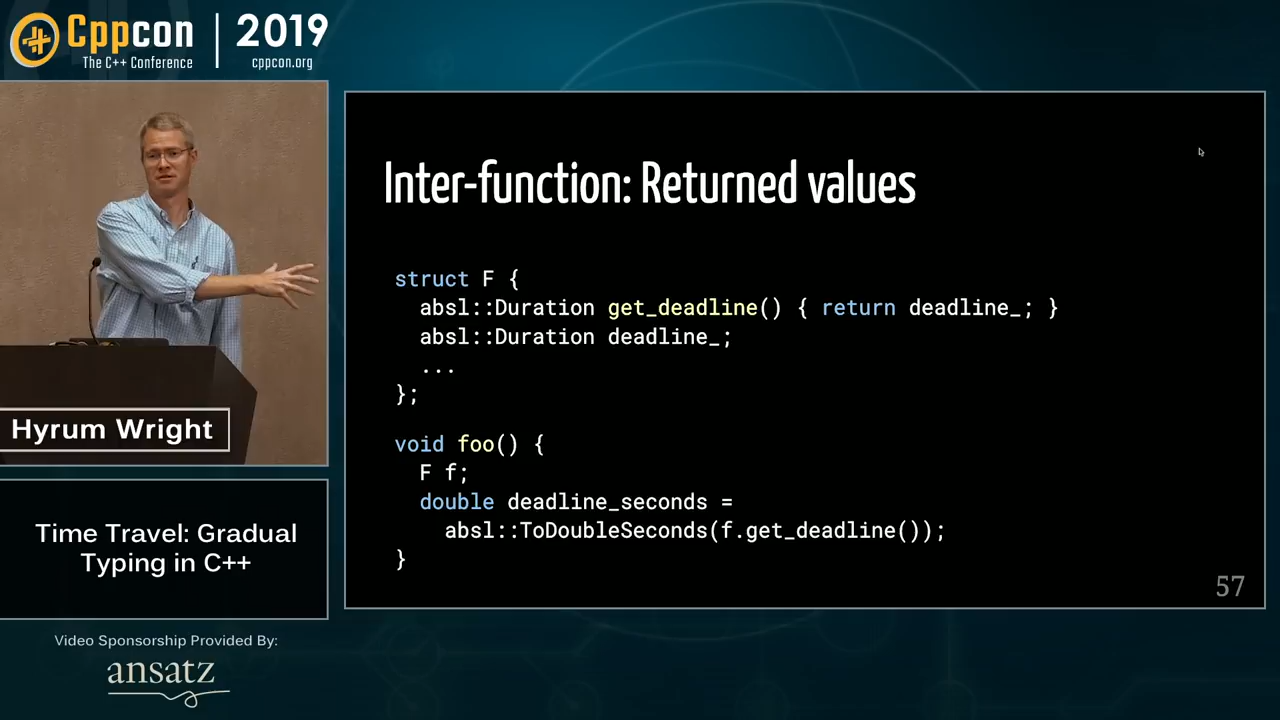 Cppcon
The C++ Conference
2019
cppcon.org
Inter-function: Returned values
struct F {
absl::Duration get_deadline() { return deadline_; }
absl::Duration deadline_;
...
};
void foo() {
F f;
double deadline_seconds =
absl::ToDoubleSeconds(f.get_deadline());
}
57
Hyrum Wright
Time Travel: Gradual
Typing in C++
Video Sponsorship Provided By:
ansatz